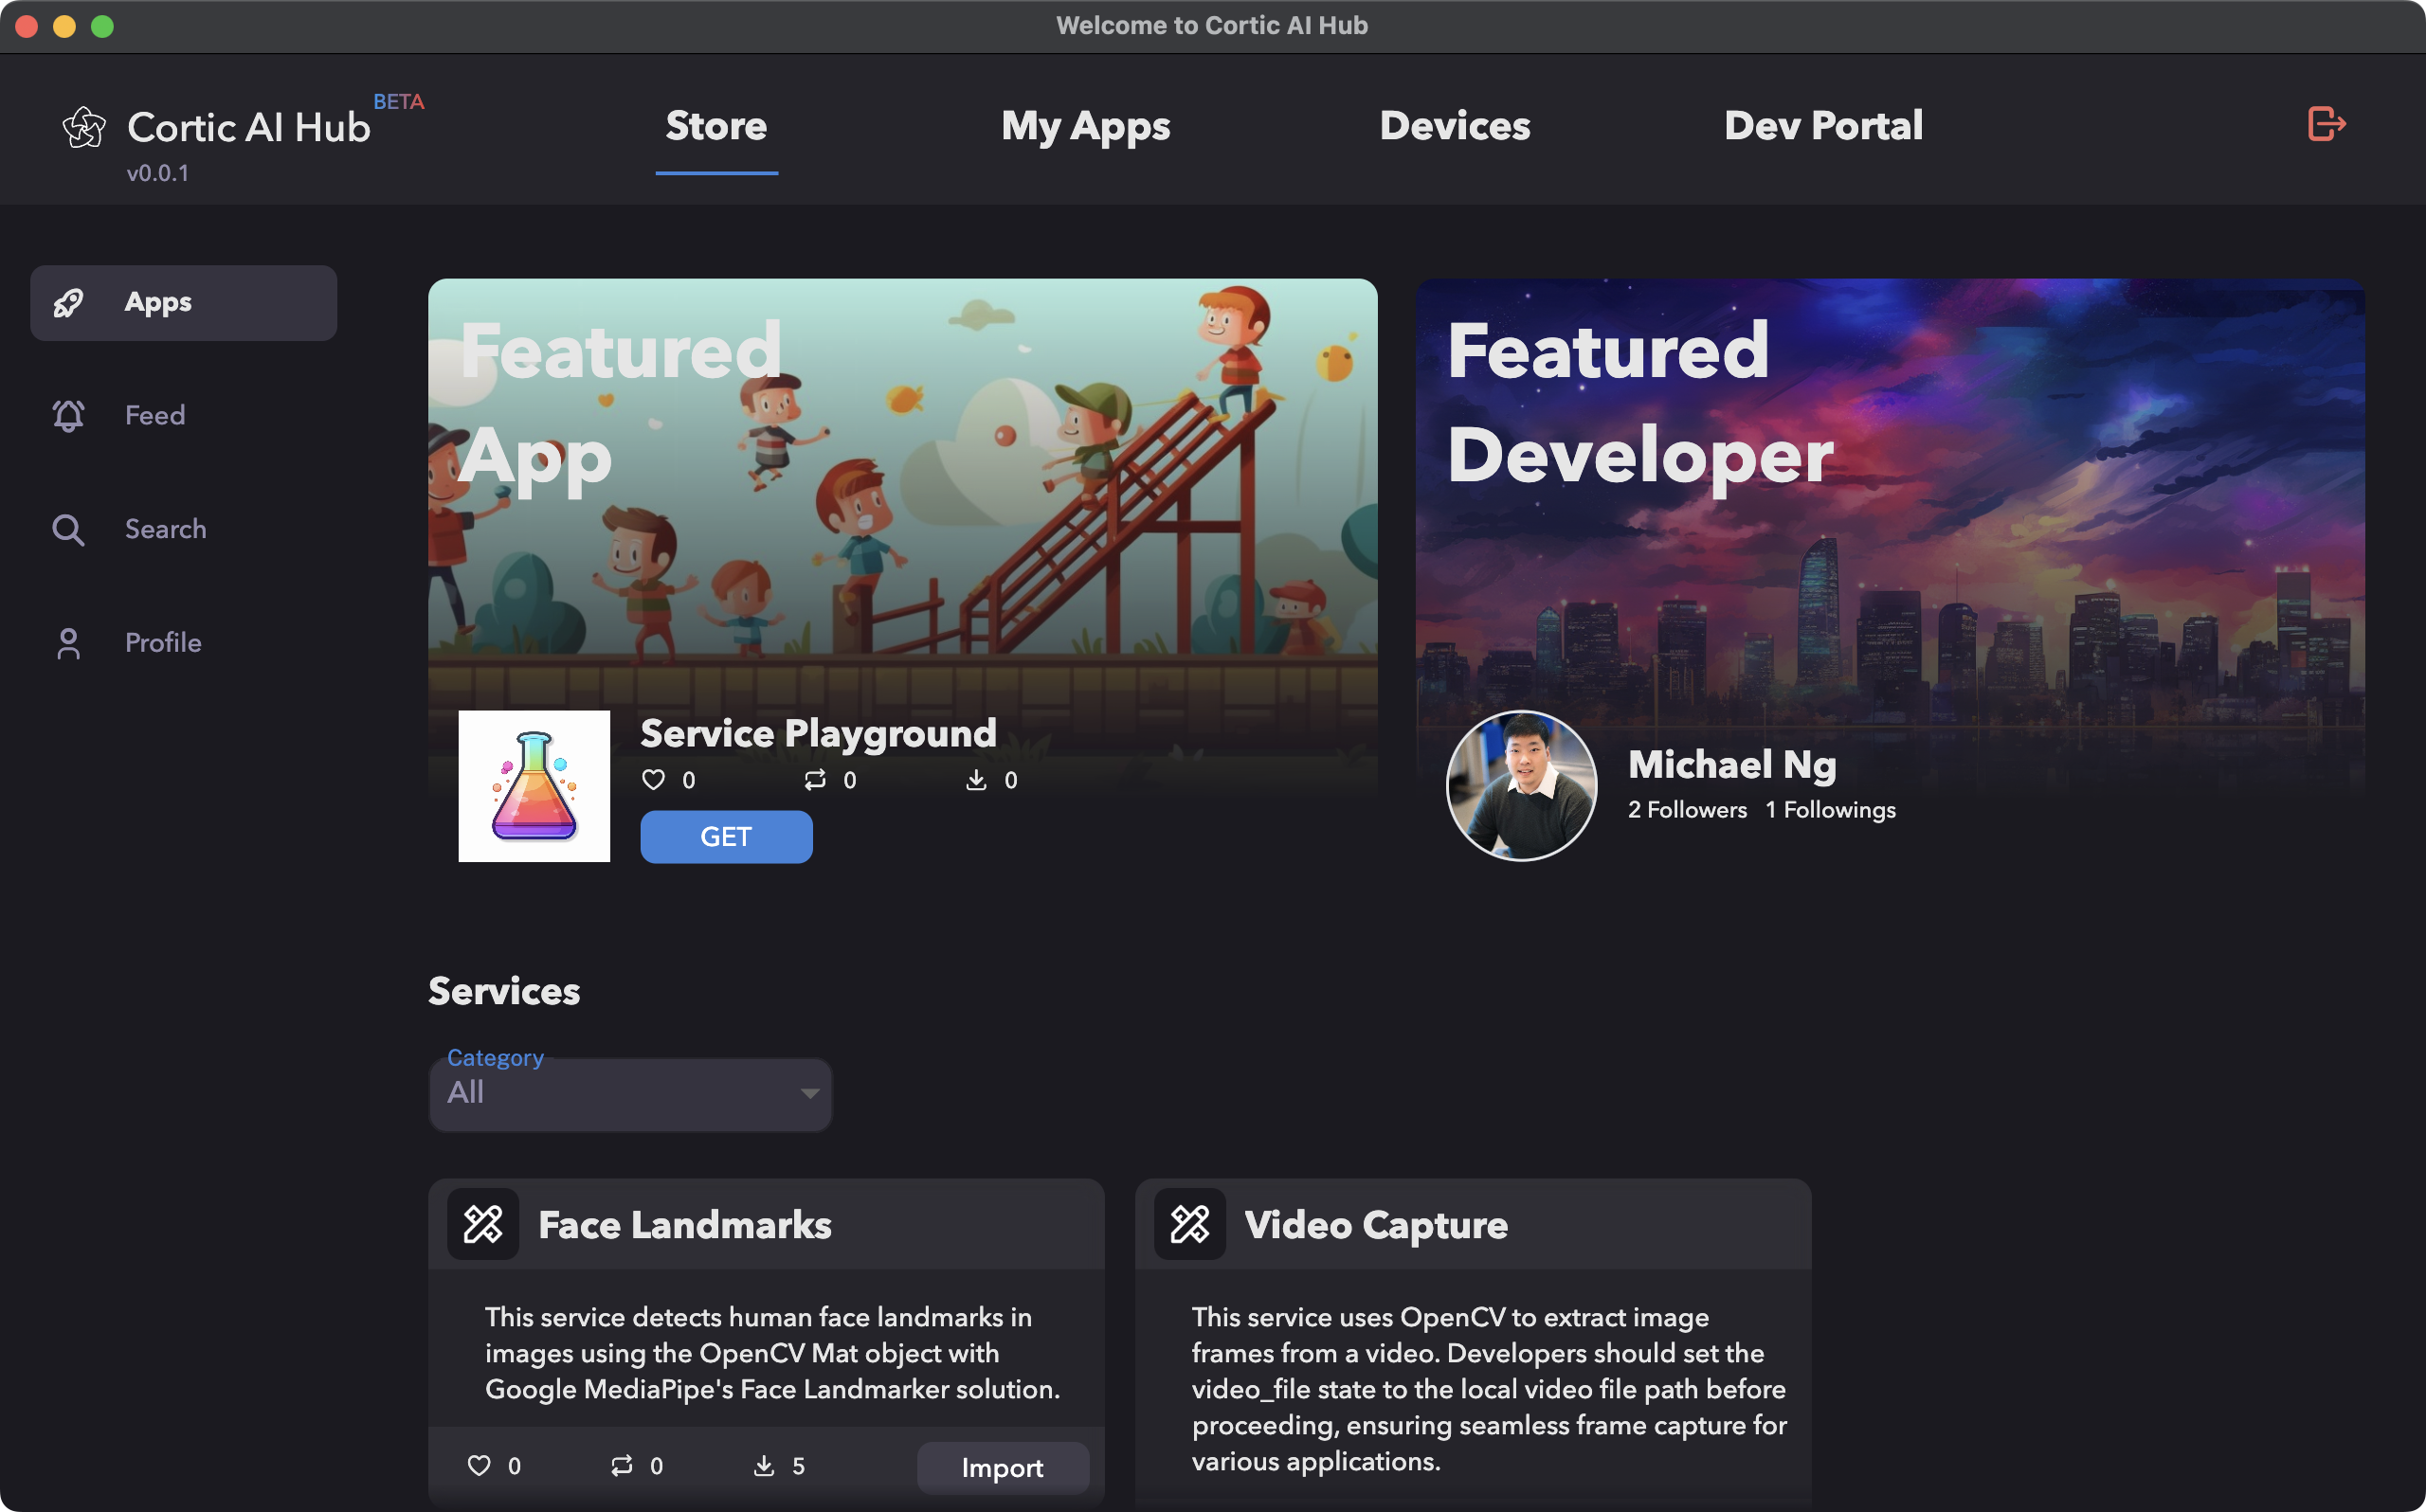 Welcome to Cortic AI Hub
Cortic AI Hub BETA
v0.0.1
Store
My Apps
Devices
Dev Portal
Apps
Feed
Search
Profile
Featured
App
Service Playground
0 0 0
GET
Featured
Developer
Michael Ng
2 Followers 1 Followings
Services
Category
All
Face Landmarks
This service detects human face landmarks in
images using the OpenCV Mat object with
Google MediaPipe's Face Landmarker solution.
0 0 5 Import
Video Capture
This service uses OpenCV to extract image
frames from a video. Developers should set the
video_file state to the local video file path before
proceeding, ensuring seamless frame capture for
various applications.